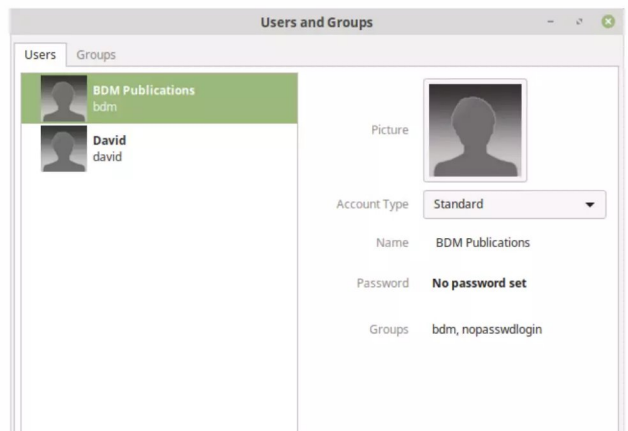 Users and Groups
Users Groups
BDM Publications
bdm
David
david
Picture
Account Type Standard
Name BDM Publications
Password No password set
Groups bdm, nopasswdlogin